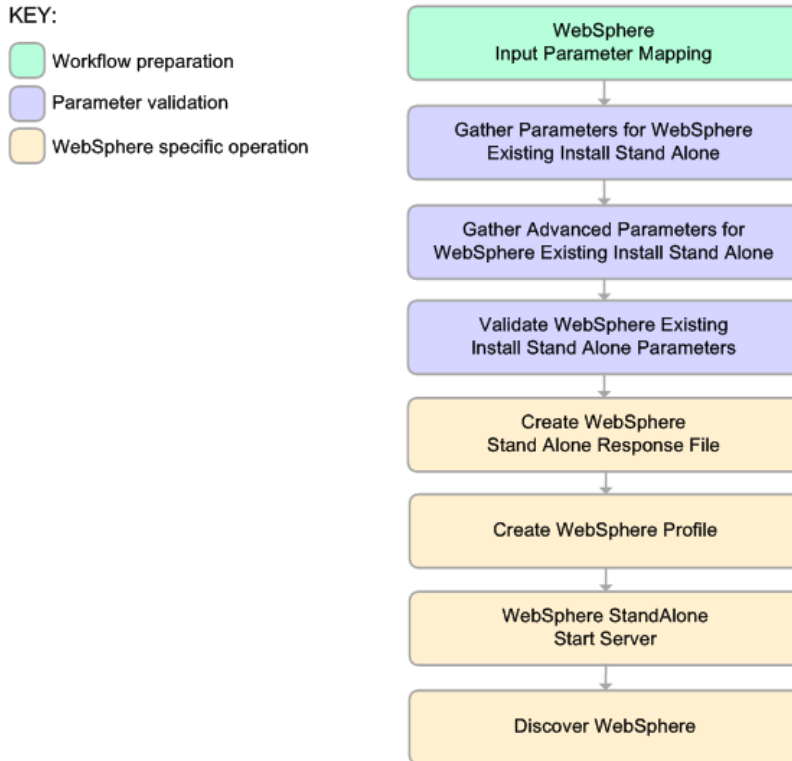 KEY:
Workflow preparation
Parameter validation
WebSphere specific operation
WebSphere
Input Parameter Mapping
Gather Parameters for WebSphere
Existing Install Stand Alone
Gather Advanced Parameters for
WebSphere Existing Install Stand Alone
Validate WebSphere Existing
Install Stand Alone Parameters
Create WebSphere
Stand Alone Response File
Create WebSphere Profile
WebSphere StandAlone
Start Server
Discover WebSphere